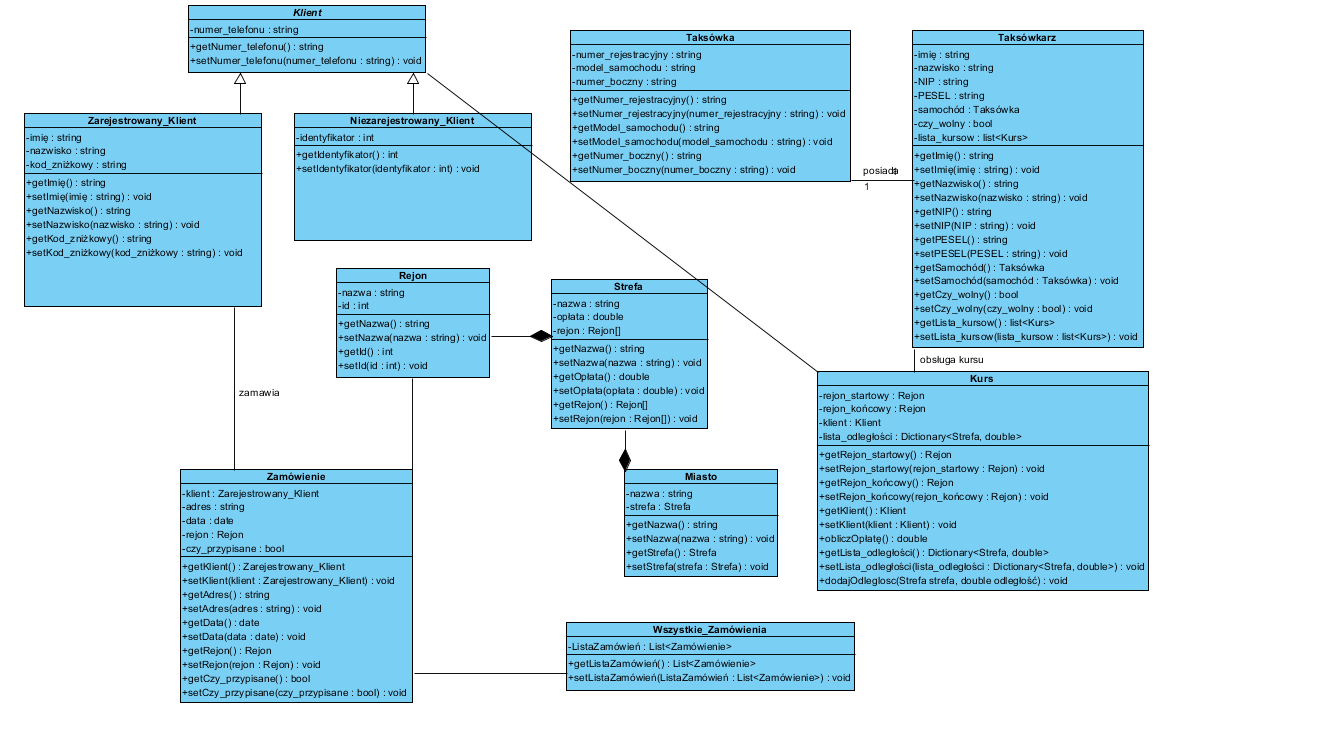 Klient
-numer_telefonu : string
+getNumer_telefonu() : string
+setNumer_telefonu(numer_telefonu : string) : void
Zarejestrowany_Klient
-imię : string
-nazwisko : string
-kod_zniżkowy : string
+getImię() : string
+setImię(imię : string) : void
+getNazwisko() : string
+setNazwisko(nazwisko : string) : void
+getKod_zniżkowy() : string
+setKod_zniżkowy(kod_zniżkowy : string) : void
Niezarejestrowany_Klient
-identyfikator : int
+getIdentyfikator() : int
+setIdentyfikator(identyfikator : int) : void
Taksówka
-numer_rejestracyjny : string
-model_samochodu : string
-numer_boczny : string
+getNumer_rejestracyjny() : string
+setNumer_rejestracyjny(numer_rejestracyjny : string) : void
+getModel_samochodu() : string
+setModel_samochodu(model_samochodu : string) : void
+getNumer_boczny() : string
+setNumer_boczny(numer_boczny : string) : void
posiada
1
Taksówkarz
-imię : string
-nazwisko : string
-NIP : string
-PESEL : string
-samochód : Taksówka
-czy_wolny : bool
-lista_kursow : list<Kurs>
+getImię() : string
+setImię(imię : string) : void
+getNazwisko() : string
+setNazwisko(nazwisko : string) : void
+getNIP() : string
+setNIP(NIP : string) : void
+getPESEL() : string
+setPESEL(PESEL : string) : void
+getSamochód() : Taksówka
+setSamochód(samochód : Taksówka) : void
+getCzy_wolny() : bool
+setCzy_wolny(czy_wolny : bool) : void
+getLista_kursow() : list<Kurs>
+setLista_kursow(lista_kursow : list<Kurs>) : void
obsługa kursu
Rejon
-nazwa : string
-id : int
+getNazwa() : string
+setNazwa(nazwa : string) : void
+getId() : int
+setId(id : int) : void
Strefa
-nazwa : string
-opłata : double
-rejon : Rejon[]
+getNazwa() : string
+setNazwa(nazwa : string) : void
+getOpłata() : double
+setOpłata(opłata : double) : void
+getRejon() : Rejon[]
+setRejon(rejon : Rejon[]) : void
zamawia
Kurs
-rejon_startowy : Rejon
-rejon_końcowy : Rejon
-klient : Klient
-lista_odległości : Dictionary<Strefa, double>
+getRejon_startowy() : Rejon
+setRejon_startowy(rejon_startowy : Rejon) : void
+getRejon_końcowy() : Rejon
+setRejon_końcowy(rejon_końcowy : Rejon) : void
+getKlient() : Klient
+setKlient(klient : Klient) : void
+obliczOpłatę() : double
+getLista_odległości() : Dictionary<Strefa, double>
+setLista_odległości(lista_odległości : Dictionary<Strefa, double>) : void
+dodajOdleglosc(Strefa strefa, double odległość) : void
Zamówienie
-klient : Zarejestrowany_Klient
-adres : string
-data : date
-rejon : Rejon
-czy_przypisane : bool
+getKlient() : Zarejestrowany_Klient
+setKlient(klient : Zarejestrowany_Klient) : void
+getAdres() : string
+setAdres(adres : string) : void
+getData() : date
+setData(data : date) : void
+getRejon() : Rejon
+setRejon(rejon : Rejon) : void
+getCzy_przypisane() : bool
+setCzy_przypisane(czy_przypisane : bool) : void
Miasto
-nazwa : string
-strefa : Strefa
+getNazwa() : string
+setNazwa(nazwa : string) : void
+getStrefa() : Strefa
+setStrefa(strefa : Strefa) : void
Wszystkie_Zamówienia
-ListaZamówień : List<Zamówienie>
+getListaZamówień() : List<Zamówienie>
+setListaZamówień(ListaZamówień : List<Zamówienie>) : void